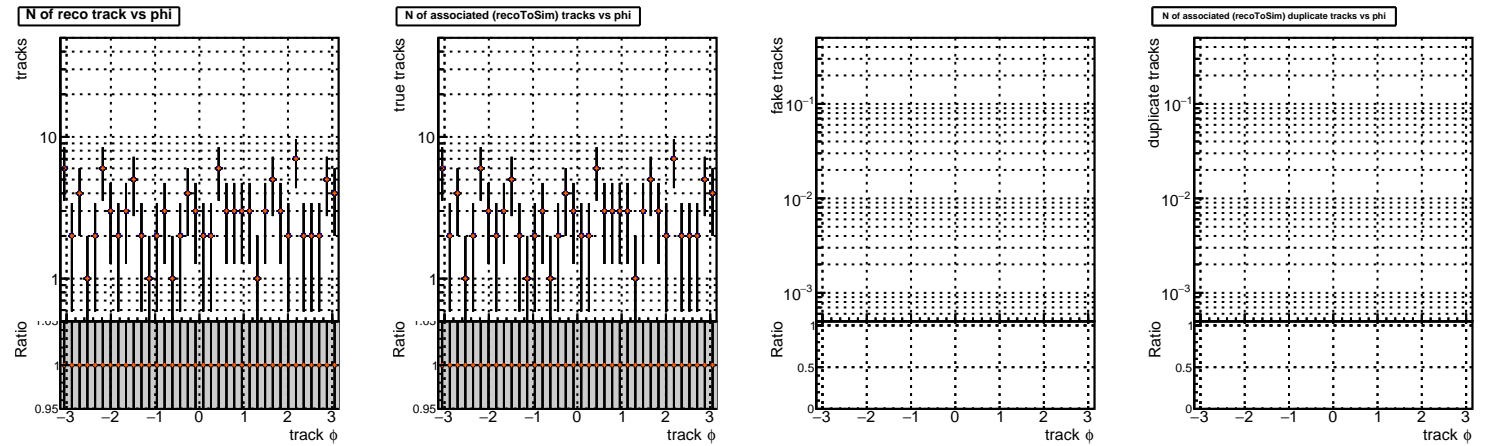 N of reco track vs phi
tracks
10
1
Ratio
1.05
1
0.95
−3 −2 −1 0 1 2 3
track ϕ
N of associated (recoToSim) tracks vs phi
true tracks
10
1
Ratio
1.05
1
0.95
−3 −2 −1 0 1 2 3
track ϕ
fake tracks
10−1
10−2
10−3
Ratio
1
0.5
0
−3 −2 −1 0 1 2 3
track ϕ
N of associated (recoToSim) duplicate tracks vs phi
duplicate tracks
10−1
10−2
10−3
Ratio
1
0.5
0
−3 −2 −1 0 1 2 3
track ϕ